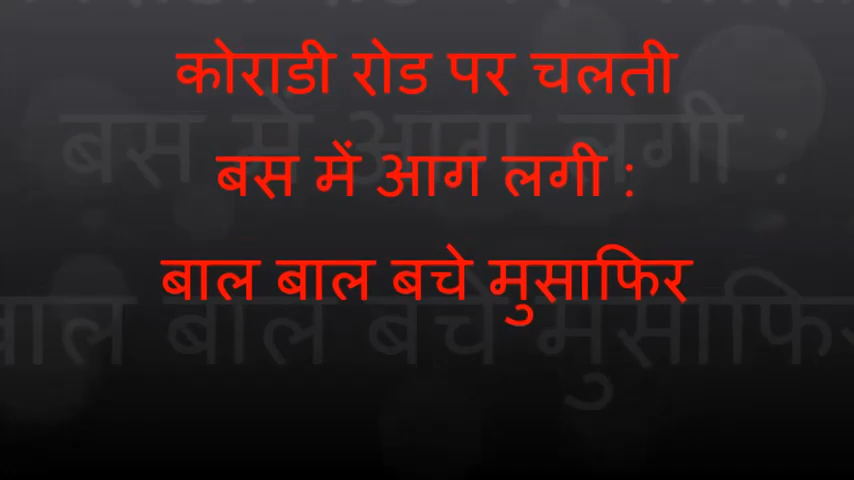 कोराडी रोड पर चलती
बस में आग लगी :
बाल बाल बचे मुसाफिर